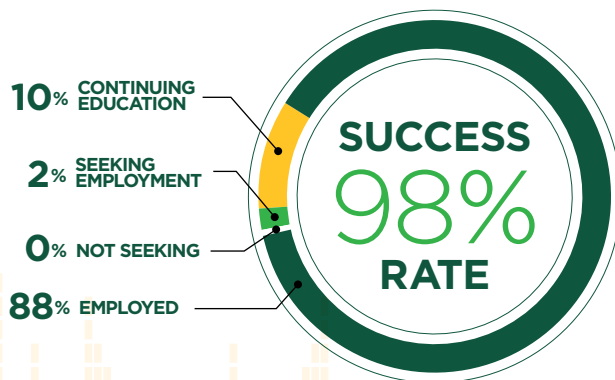 10% CONTINUING
EDUCATION
2% SEEKING
EMPLOYMENT
0% NOT SEEKING
88% EMPLOYED
SUCCESS
98%
RATE